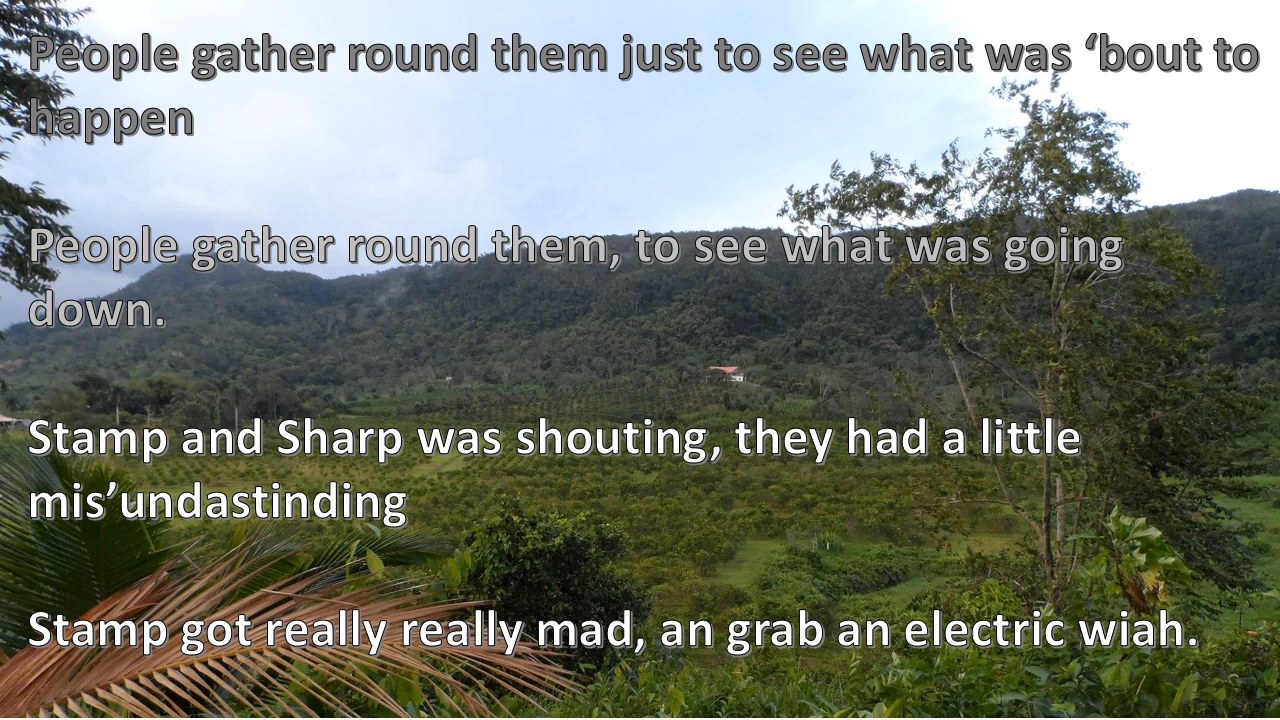 People gather round them just to see what was ‘bout to
happen
People gather round them, to see what was going
down.
Stamp and Sharp was shouting, they had a little
mis’undastinding
Stamp got really really mad, an grab an electric wiah.